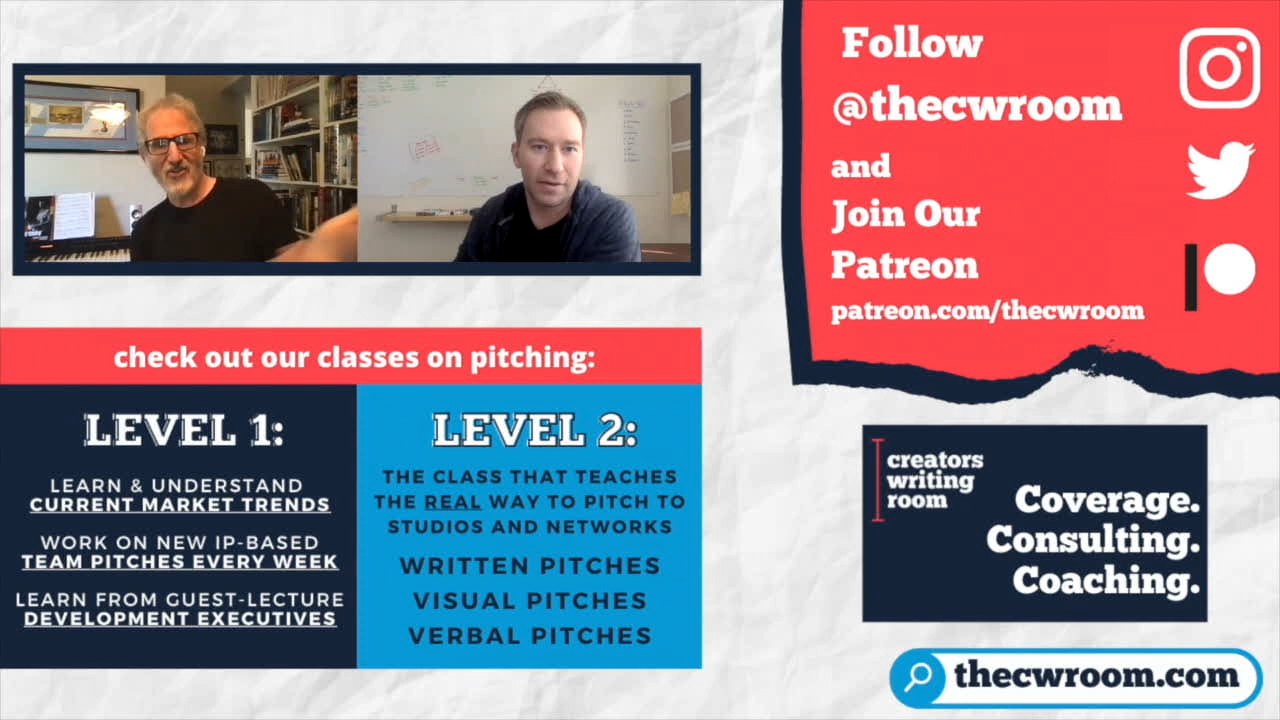 Follow
@thecwroom
and
Join Our
Patreon
patreon.com/thecwroom
check out our classes on pitching:
LEVEL 1:
LEARN & UNDERSTAND
CURRENT MARKET TRENDS
WORK ON NEW IP-BASED
TEAM PITCHES EVERY WEEK
LEARN FROM GUEST-LECTURE
DEVELOPMENT EXECUTIVES
LEVEL 2:
THE CLASS THAT TEACHES
THE REAL WAY TO PITCH TO
STUDIOS AND NETWORKS
WRITTEN PITCHES
VISUAL PITCHES
VERBAL PITCHES
creators
writing
room
Coverage.
Consulting.
Coaching.
thecwroom.com